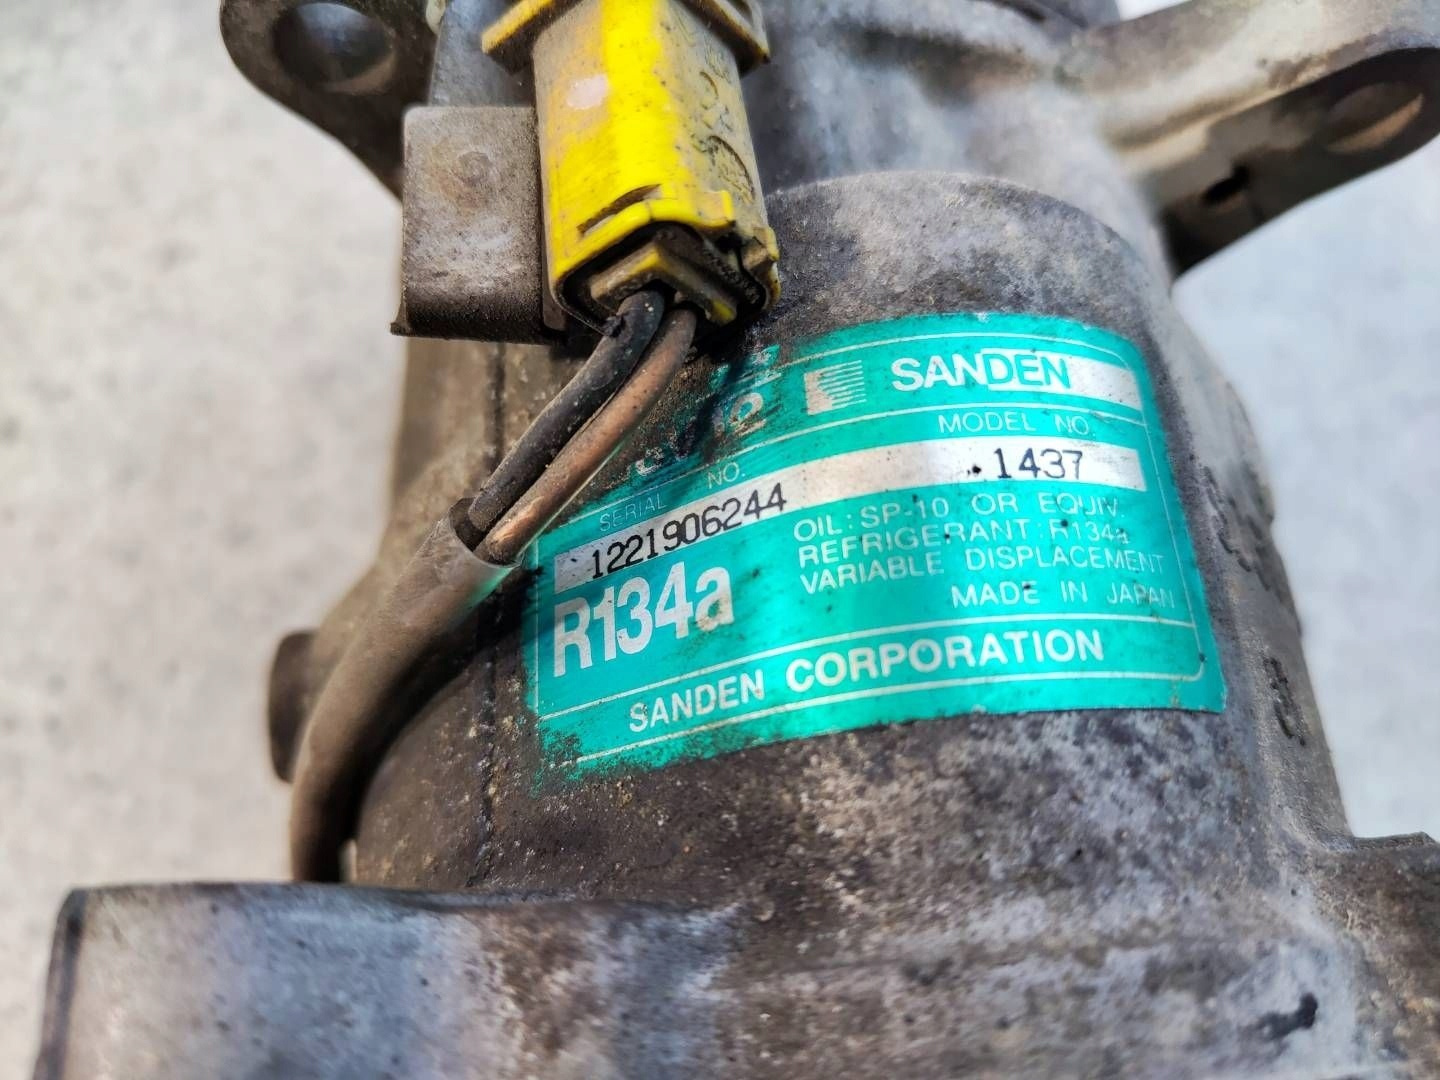 SANDEN
MODEL NO.
SERIAL NO.
1437
1221906244
OIL: SP-10 OR EQUIV.
REFRIGERANT: R134a
VARIABLE DISPLACEMENT
R134a
MADE IN JAPAN
SANDEN CORPORATION